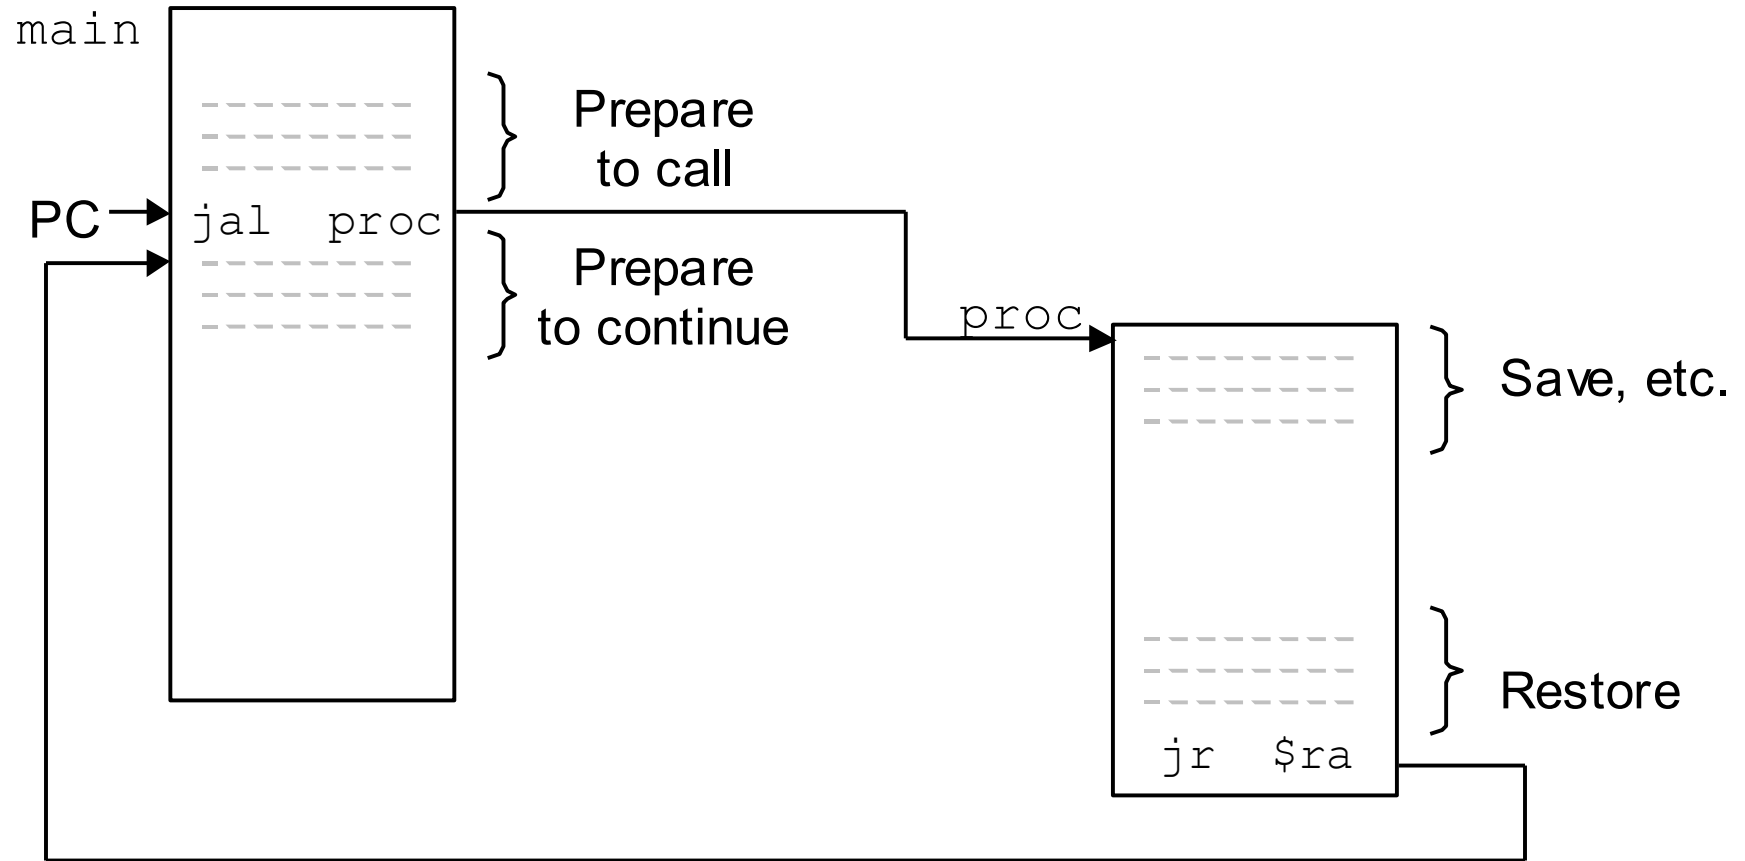 main
Prepare
to call
PC
jal proc
Prepare
to continue
proc
Save, etc.
Restore
jr $ra